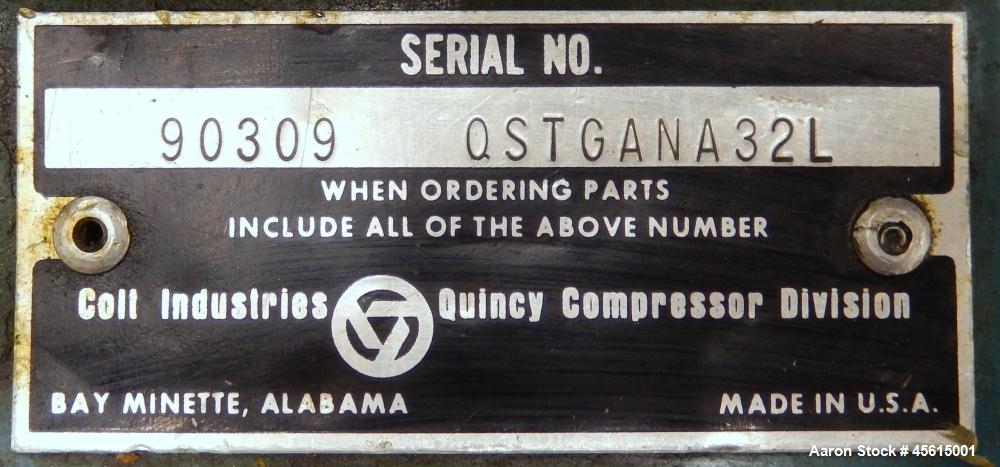 SERIAL NO.
90309 QSTGANA32L
WHEN ORDERING PARTS
INCLUDE ALL OF THE ABOVE NUMBER
Colt Industries Quincy Compressor Division
BAY MINETTE, ALABAMA MADE IN U.S.A.
Aaron Stock # 45615001